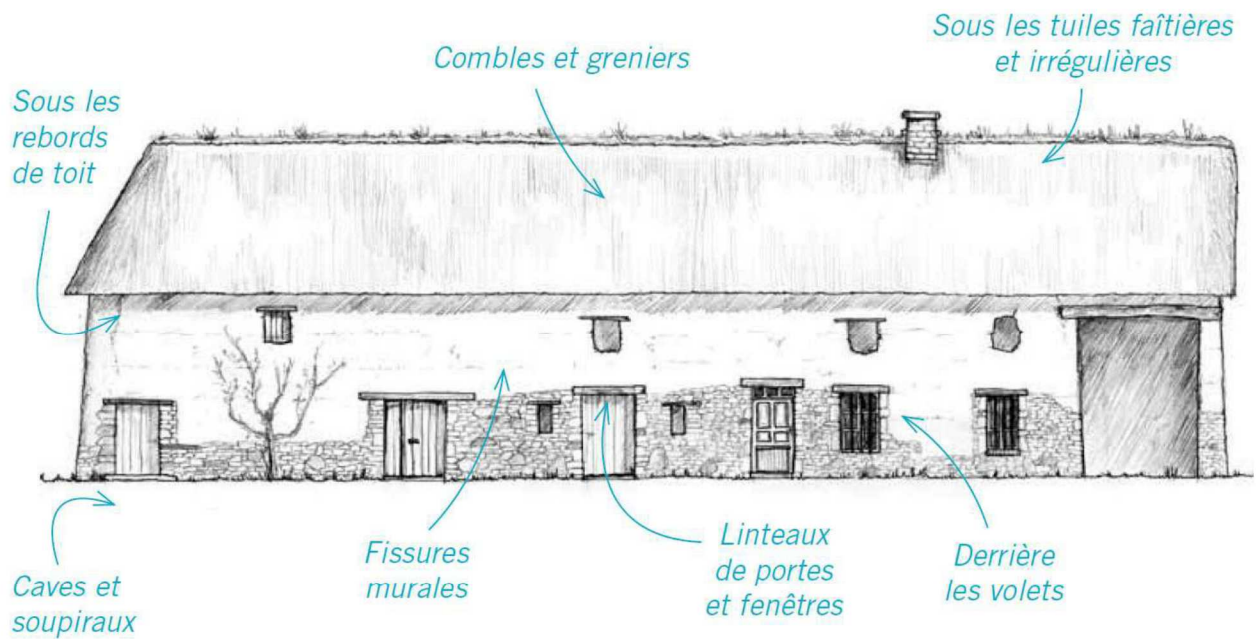 Sous les tuiles faîtières
et irrégulières
Combles et greniers
Sous les
rebords
de toit
Fissures
murales
Linteaux
de portes
et fenêtres
Derrière
les volets
Caves et
soupiraux